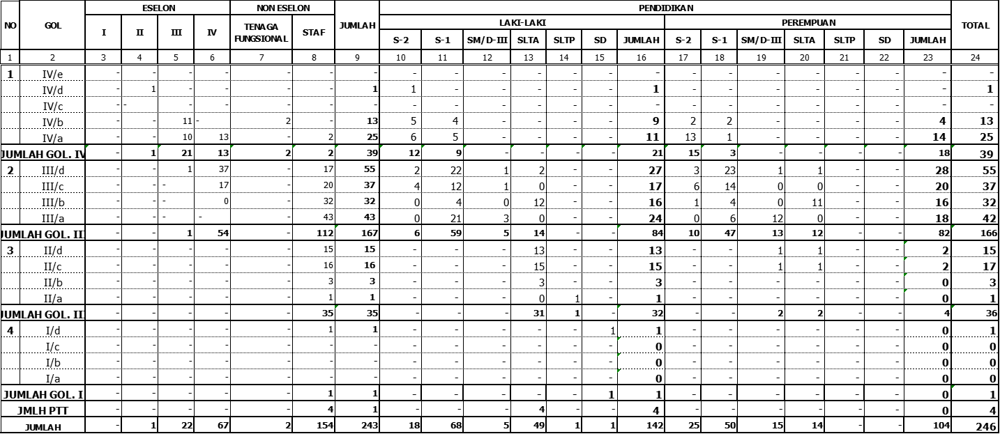 NO GOL ESELON NON ESELON JUMLAH PENDIDIKAN TOTAL
I II III IV TENAGA FUNGSIONAL STAF LAKI-LAKI PEREMPUAN
S-2 S-1 SM/D-III SLTA SLTP SD JUMLAH S-2 S-1 SM/D-III SLTA SLTP SD JUMLAH
1 2 3 4 5 6 7 8 9 10 11 12 13 14 15 16 17 18 19 20 21 22 23 24
1 IV/e - - - - - - - - - - - - - - - - - - - - - -
IV/d - 1 - - - - 1 1 - - - - - 1 - - - - - - - 1
IV/c - - - - - - - - - - - - - - - - - - - - - -
IV/b - - 11 - 2 - 13 5 4 - - - - 9 2 2 - - - - 4 13
IV/a - - 10 13 - 2 25 6 5 - - - - 11 13 1 - - - - 14 25
JUMLAH GOL. IV - 1 21 13 2 2 39 12 9 - - - - 21 15 3 - - - - 18 39
2 III/d - - 1 37 - 17 55 2 22 1 2 - - 27 3 23 1 1 - - 28 55
III/c - - - 17 - 20 37 4 12 1 0 - - 17 6 14 0 0 - - 20 37
III/b - - - 0 - 32 32 0 4 0 12 - - 16 1 4 0 11 - - 16 32
III/a - - - - - 43 43 0 21 3 0 - - 24 0 6 12 0 - - 18 42
JUMLAH GOL. III - - 1 54 - 112 167 6 59 5 14 - - 84 10 47 13 12 - - 82 166
3 II/d - - - - - 15 15 - - - 13 - - 13 - - 1 1 - - 2 15
II/c - - - - - 16 16 - - - 15 - - 15 - - 1 1 - - 2 17
II/b - - - - - 3 3 - - - 3 - - 3 - - - - - - 0 3
II/a - - - - - 1 1 - - - 0 1 - 1 - - - - - - 0 1
JUMLAH GOL. III - - - - - 35 35 - - - 31 1 - 32 - - 2 2 - - 4 36
4 I/d - - - - - 1 1 - - - - - 1 1 - - - - - - 0 1
I/c - - - - - - - - - - - - - 0 - - - - - - 0 0
I/b - - - - - - - - - - - - - 0 - - - - - - 0 0
I/a - - - - - - - - - - - - - 0 - - - - - - 0 0
JUMLAH GOL. I - - - - - 1 1 - - - - - 1 1 - - - - - - 0 1
JMLH PTT - - - - - 4 1 - - - 4 - - 4 - - - - - - 0 4
JUMLAH - 1 22 67 2 154 243 18 68 5 49 1 1 142 25 50 15 14 - - 104 246